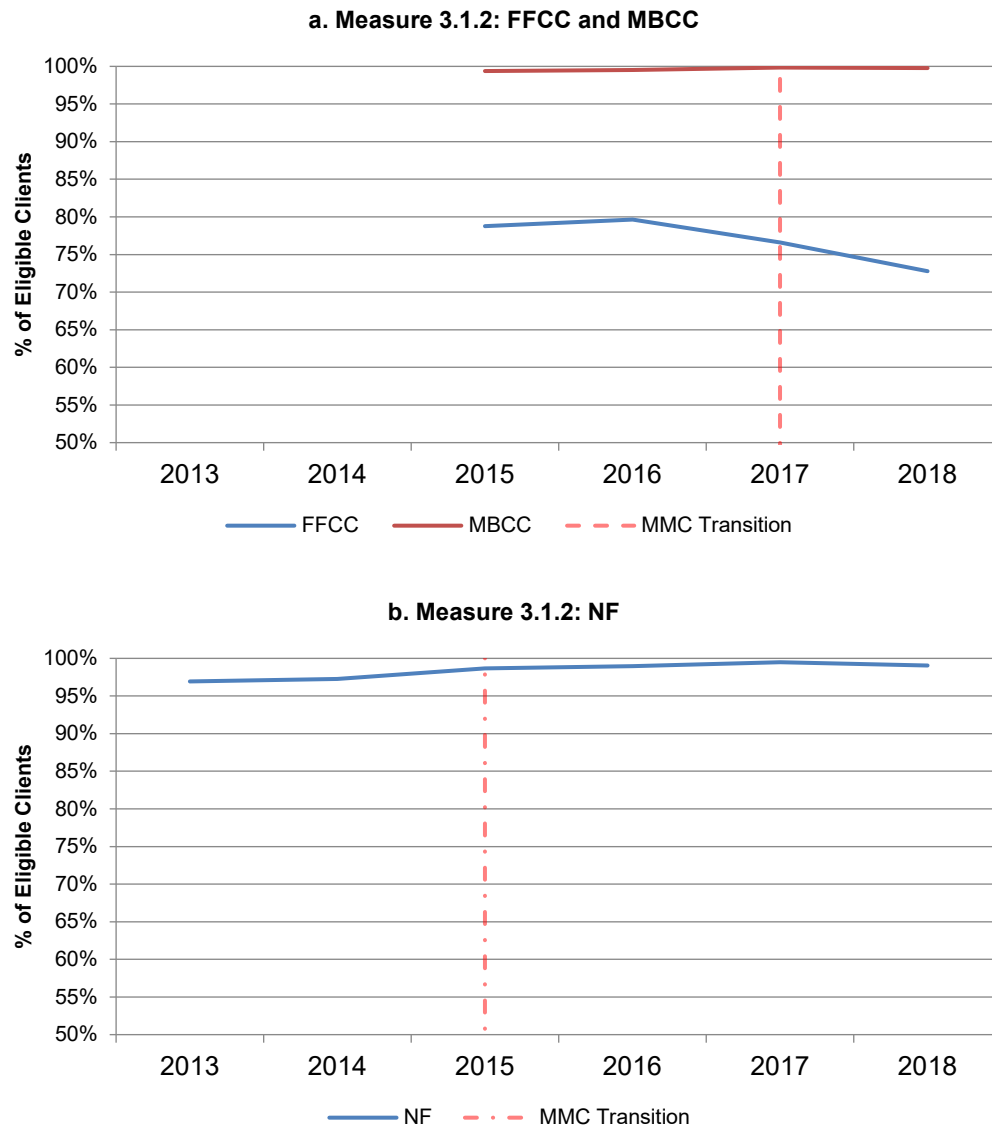 a. Measure 3.1.2: FFCC and MBCC
% of Eligible Clients
100%
95%
90%
85%
80%
75%
70%
65%
60%
55%
50%
2013 2014 2015 2016 2017 2018
FFCC MBCC MMC Transition
b. Measure 3.1.2: NF
% of Eligible Clients
100%
95%
90%
85%
80%
75%
70%
65%
60%
55%
50%
2013 2014 2015 2016 2017 2018
NF MMC Transition